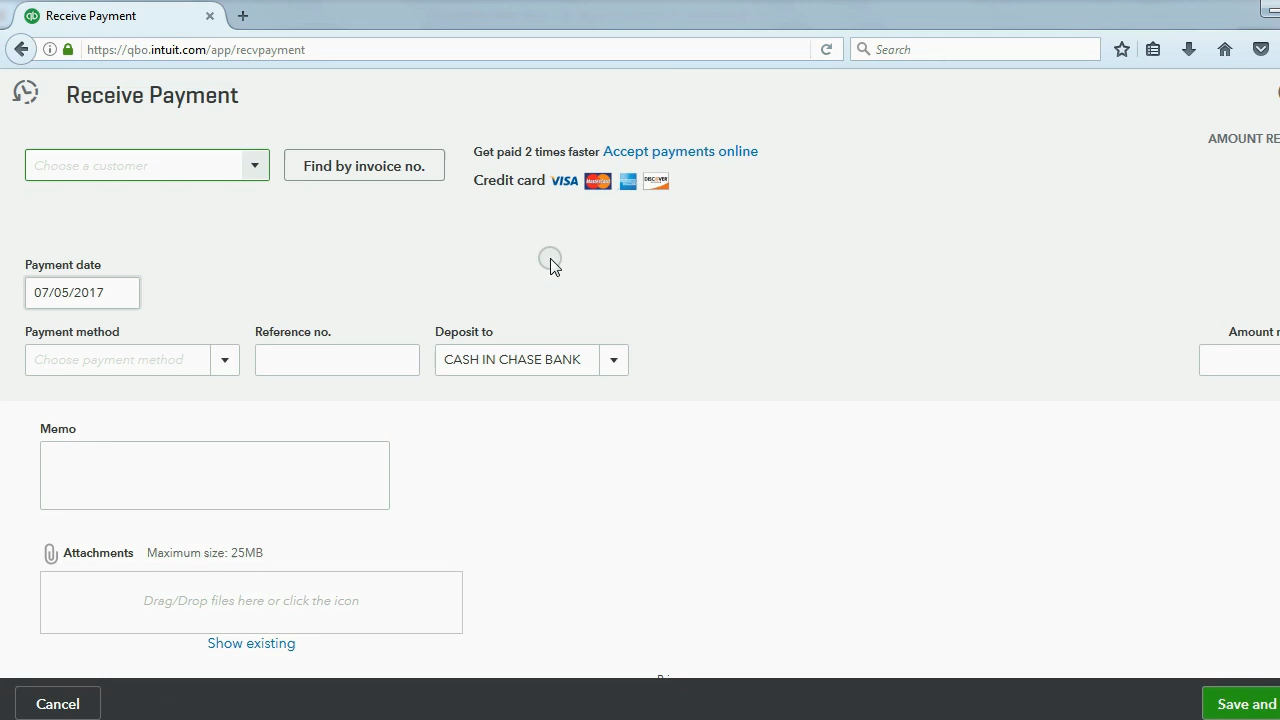 Receive Payment
https://qbo.intuit.com/app/recvpayment
Search
Receive Payment
AMOUNT RE
Choose a customer
Find by invoice no.
Get paid 2 times faster Accept payments online
Credit card VISA MasterCard DISCOVER
Payment date
07/05/2017
Payment method
Reference no.
Deposit to
Amount r
Choose payment method
CASH IN CHASE BANK
Memo
Attachments Maximum size: 25MB
Drag/Drop files here or click the icon
Show existing
Cancel
Save and